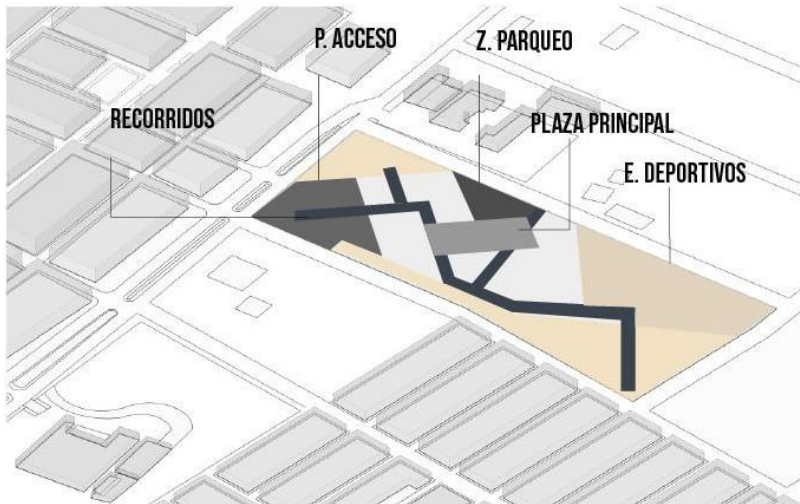 P. ACCESO
Z. PARQUEO
RECORRIDOS
PLAZA PRINCIPAL
E. DEPORTIVOS